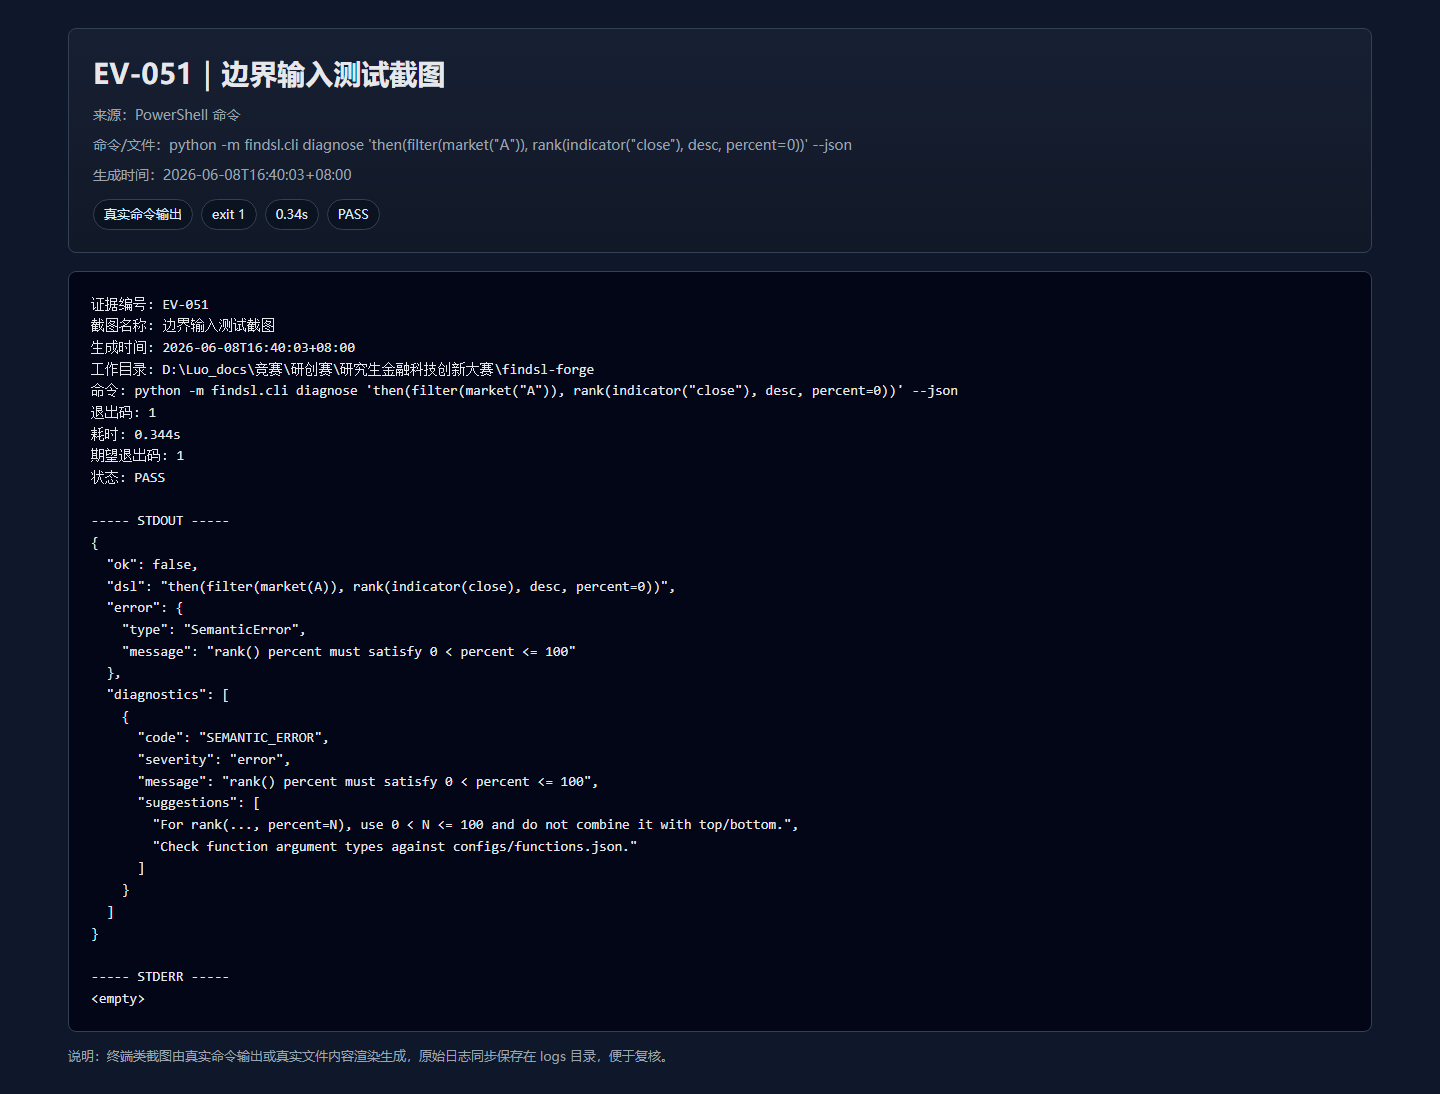 EV-051｜边界输入测试截图
来源：PowerShell 命令
命令/文件：python -m findsl.cli diagnose 'then(filter(market("A")), rank(indicator("close"), desc, percent=0))' --json
生成时间：2026-06-08T16:40:03+08:00
真实命令输出 exit 1 0.34s PASS
证据编号: EV-051
截图名称: 边界输入测试截图
生成时间: 2026-06-08T16:40:03+08:00
工作目录: D:\Luo_docs\竞赛\研创赛\研究生金融科技创新大赛\findsl-forge
命令: python -m findsl.cli diagnose 'then(filter(market("A")), rank(indicator("close"), desc, percent=0))' --json
退出码: 1
耗时: 0.344s
期望退出码: 1
状态: PASS
----- STDOUT -----
{
  "ok": false,
  "dsl": "then(filter(market(A)), rank(indicator(close), desc, percent=0))",
  "error": {
    "type": "SemanticError",
    "message": "rank() percent must satisfy 0 < percent <= 100"
  },
  "diagnostics": [
    {
      "code": "SEMANTIC_ERROR",
      "severity": "error",
      "message": "rank() percent must satisfy 0 < percent <= 100",
      "suggestions": [
        "For rank(..., percent=N), use 0 < N <= 100 and do not combine it with top/bottom.",
        "Check function argument types against configs/functions.json."
      ]
    }
  ]
}
----- STDERR -----
<empty>
说明：终端类截图由真实命令输出或真实文件内容渲染生成，原始日志同步保存在 logs 目录，便于复核。